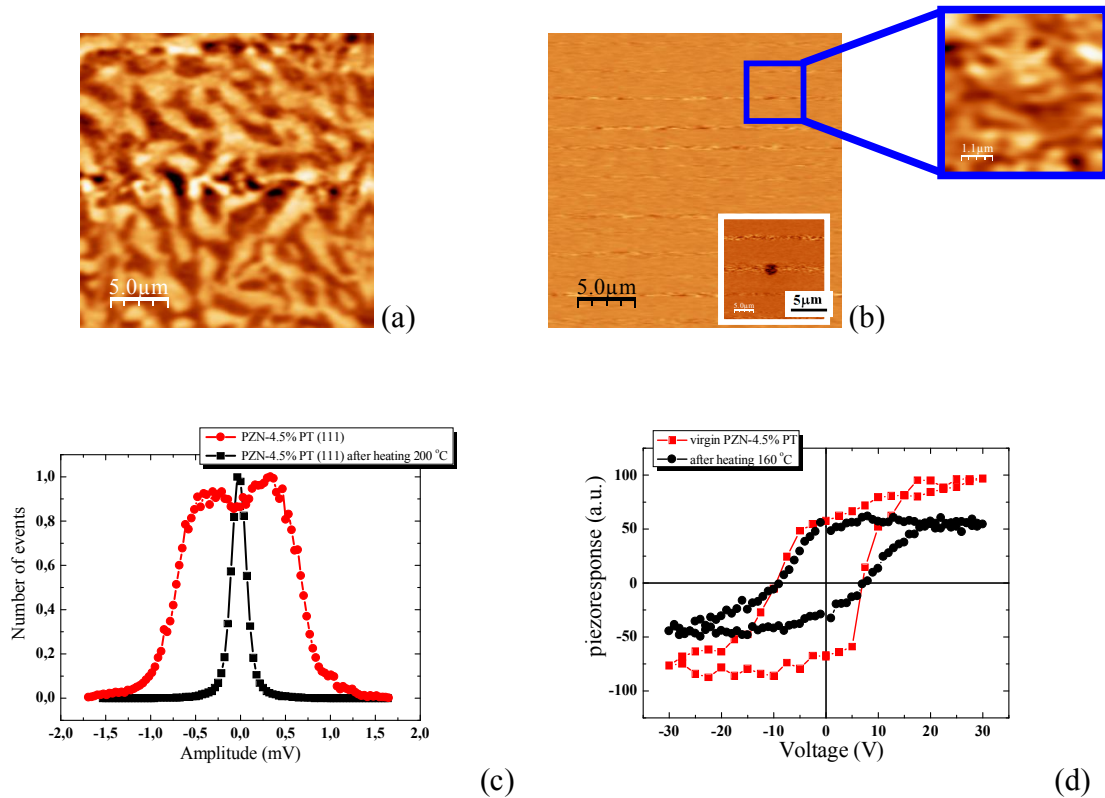 5.0µm
(a)
1.1µm
5.0µm
5.0µm
5µm
(b)
PZN-4.5% PT (111)
PZN-4.5% PT (111) after heating 200 °C
1,0
0,8
0,6
0,4
0,2
0,0
Number of events
-2,0 -1,5 -1,0 -0,5 0,0 0,5 1,0 1,5 2,0
Amplitude (mV)
(c)
virgin PZN-4.5% PT
after heating 160 °C
100
50
0
-50
-100
piezoresponse (a.u.)
-30 -20 -10 0 10 20 30
Voltage (V)
(d)